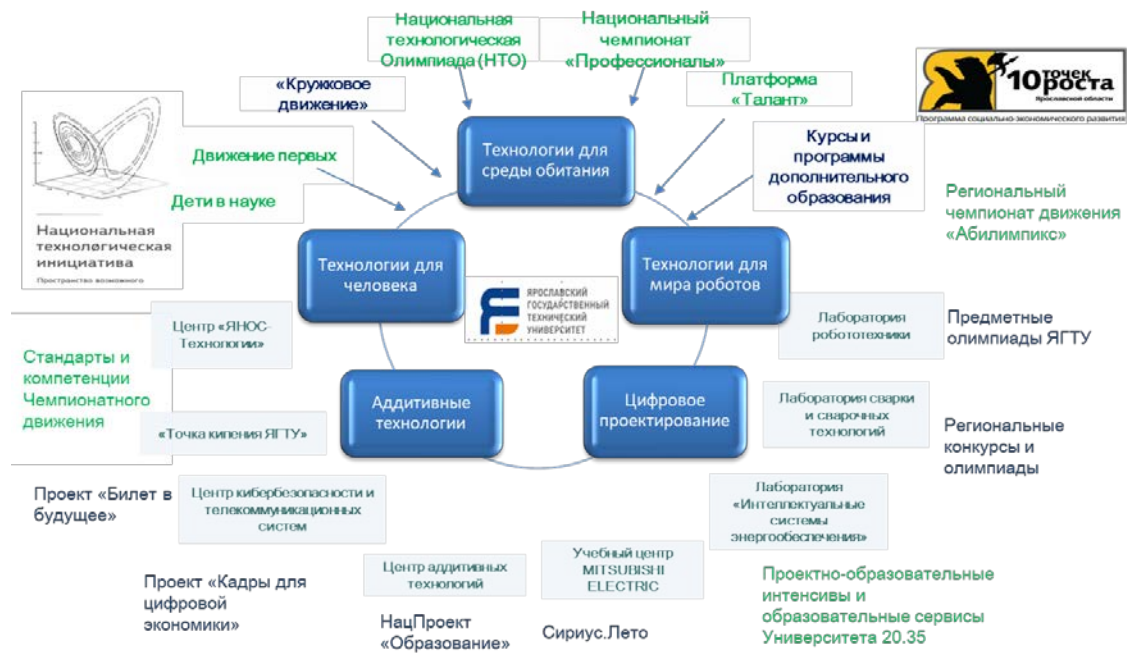 Национальная
технологическая
Олимпиада (НТО)
Национальный
чемпионат
«Профессионалы»
«Кружковое
движение»
Платформа
«Талант»
10 точек
роста
Ярославской области
Программа социально-экономического развития
Движение первых
Дети в науке
Технологии для
среды обитания
Курсы и
программы
дополнительного
образования
Региональный
чемпионат движения
«Абилимпикс»
Национальная
технологическая
инициатива
Пространство возможного
Технологии для
человека
ЯРОСЛАВСКИЙ
ГОСУДАРСТВЕННЫЙ
ТЕХНИЧЕСКИЙ
УНИВЕРСИТЕТ
Технологии для
мира роботов
Центр «ЯНОС-
Технологии»
Лаборатория
робототехники
Предметные
олимпиады ЯГТУ
Стандарты и
компетенции
Чемпионатного
движения
Аддитивные
технологии
Цифровое
проектирование
Лаборатория сварки
и сварочных
технологий
«Точка кипения ЯГТУ»
Региональные
конкурсы и
олимпиады
Проект «Билет в
будущее»
Центр кибербезопасности и
телекоммуникационных
систем
Лаборатория
«Интеллектуальные
системы
энергообеспечения»
Проект «Кадры для
цифровой
экономики»
Центр аддитивных
технологий
Учебный центр
MITSUBISHI
ELECTRIC
НацПроект
«Образование»
Сириус.Лето
Проектно-образовательные
интенсивы и
образовательные сервисы
Университета 20.35